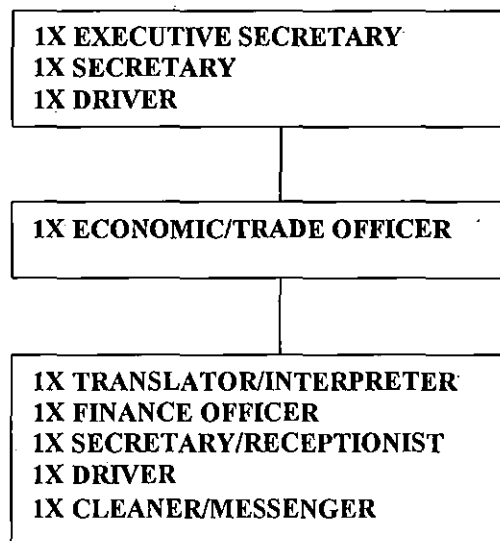 1X EXECUTIVE SECRETARY
1X SECRETARY
1X DRIVER
1X ECONOMIC/TRADE OFFICER
1X TRANSLATOR/INTERPRETER
1X FINANCE OFFICER
1X SECRETARY/RECEPTIONIST
1X DRIVER
1X CLEANER/MESSENGER